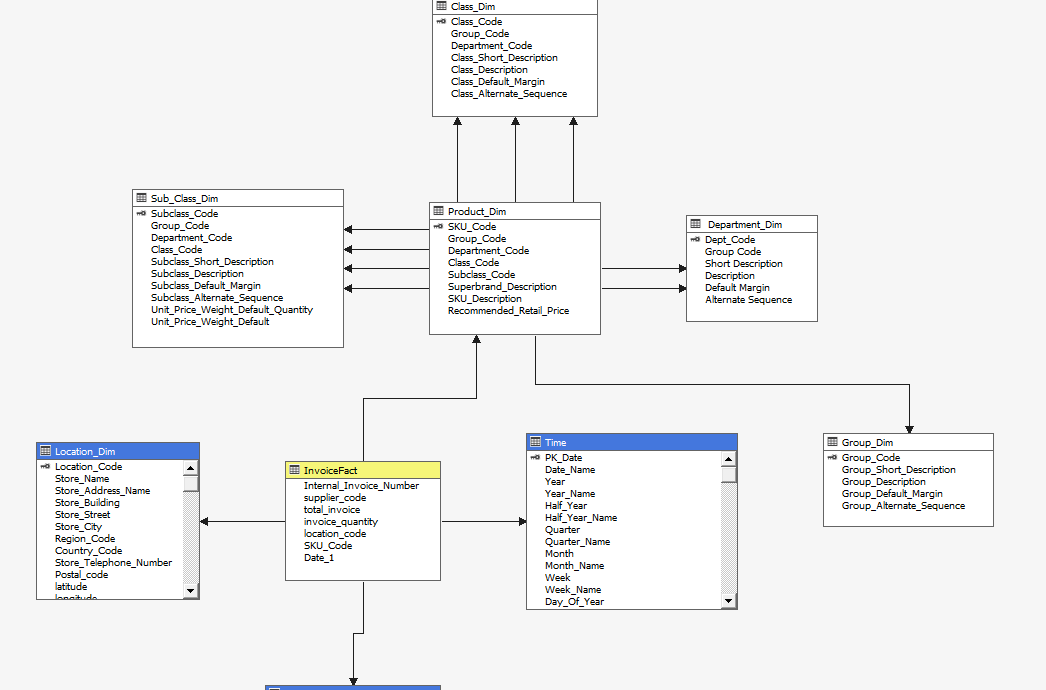 Class_Dim
Class_Code
Group_Code
Department_Code
Class_Short_Description
Class_Description
Class_Default_Margin
Class_Alternate_Sequence
Sub_Class_Dim
Subclass_Code
Group_Code
Department_Code
Class_Code
Subclass_Short_Description
Subclass_Description
Subclass_Default_Margin
Subclass_Alternate_Sequence
Unit_Price_Weight_Default_Quantity
Unit_Price_Weight_Default
Product_Dim
SKU_Code
Group_Code
Department_Code
Class_Code
Subclass_Code
Superbrand_Description
SKU_Description
Recommended_Retail_Price
Department_Dim
Dept_Code
Group Code
Short Description
Description
Default Margin
Alternate Sequence
Location_Dim
Location_Code
Store_Name
Store_Address_Name
Store_Building
Store_Street
Store_City
Region_Code
Country_Code
Store_Telephone_Number
Postal_code
latitude
longitude
InvoiceFact
Internal_Invoice_Number
supplier_code
total_invoice
invoice_quantity
location_code
SKU_Code
Date_1
Time
PK_Date
Date_Name
Year
Year_Name
Half_Year
Half_Year_Name
Quarter
Quarter_Name
Month
Month_Name
Week
Week_Name
Day_Of_Year
Group_Dim
Group_Code
Group_Short_Description
Group_Description
Group_Default_Margin
Group_Alternate_Sequence